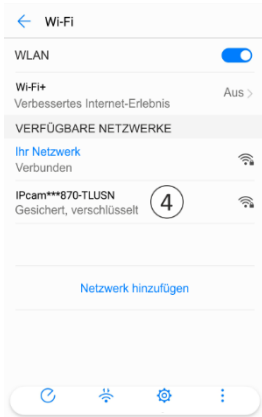 Wi-Fi
WLAN
Wi-Fi+
Verbessertes Internet-Erlebnis
Aus
VERFÜGBARE NETZWERKE
Ihr Netzwerk
Verbunden
IPcam***870-TLUSN
Gesichert, verschlüsselt
4
Netzwerk hinzufügen